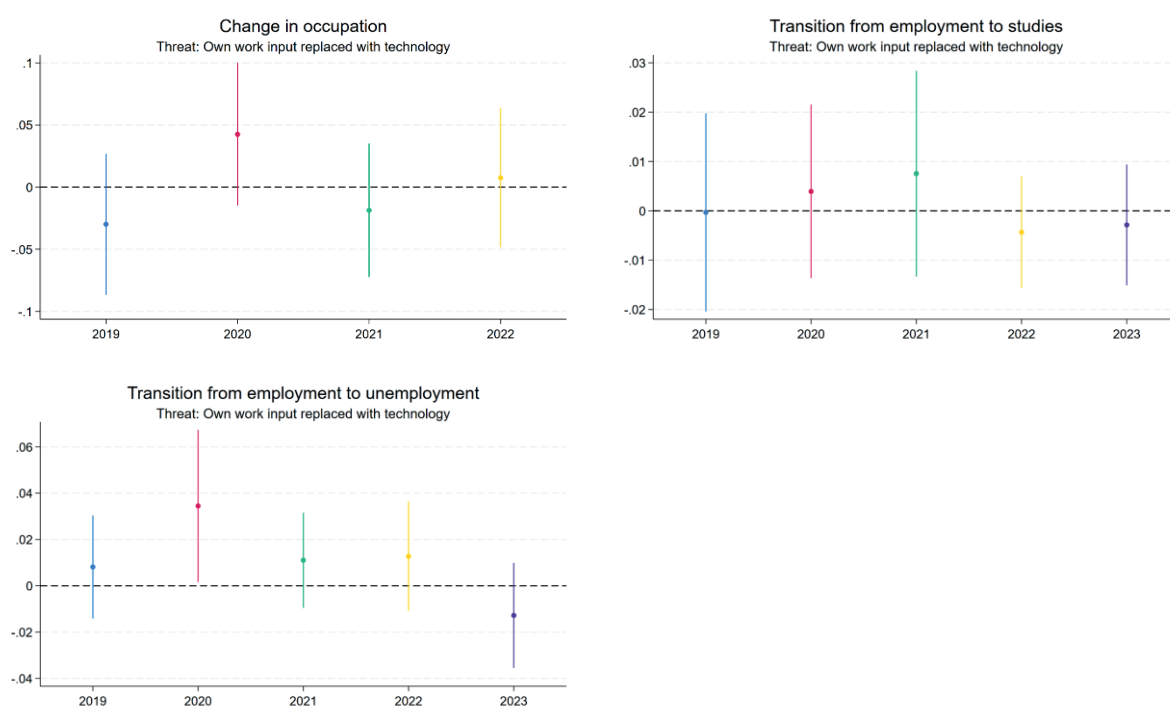 Change in occupation
Threat: Own work input replaced with technology
.1
.05
0
-.05
-.1
2019 2020 2021 2022
Transition from employment to studies
Threat: Own work input replaced with technology
.03
.02
.01
0
-.01
-.02
2019 2020 2021 2022 2023
Transition from employment to unemployment
Threat: Own work input replaced with technology
.06
.04
.02
0
-.02
-.04
2019 2020 2021 2022 2023